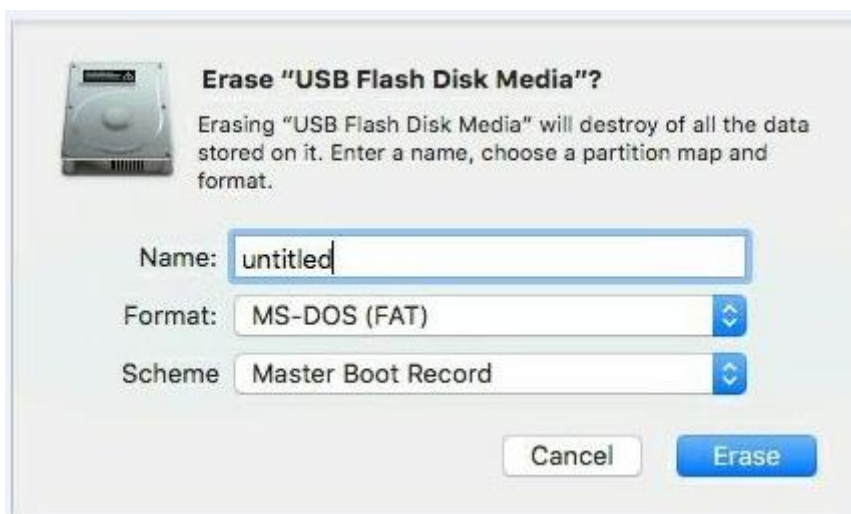 Erase “USB Flash Disk Media”?
Erasing “USB Flash Disk Media” will destroy of all the data
stored on it. Enter a name, choose a partition map and
format.
Name: untitled
Format: MS-DOS (FAT)
Scheme Master Boot Record
Cancel Erase